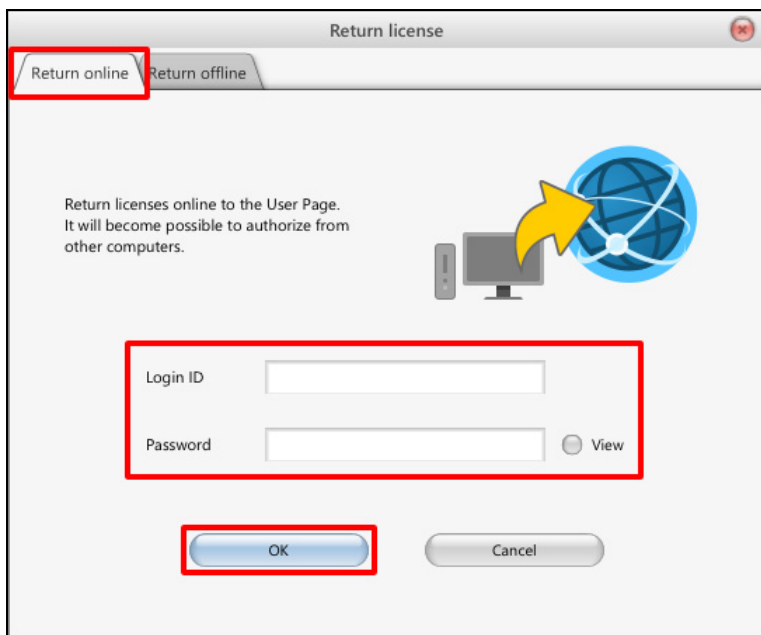 Return license
Return online
Return offline
Return licenses online to the User Page.
It will become possible to authorize from
other computers.
Login ID
Password
View
OK
Cancel